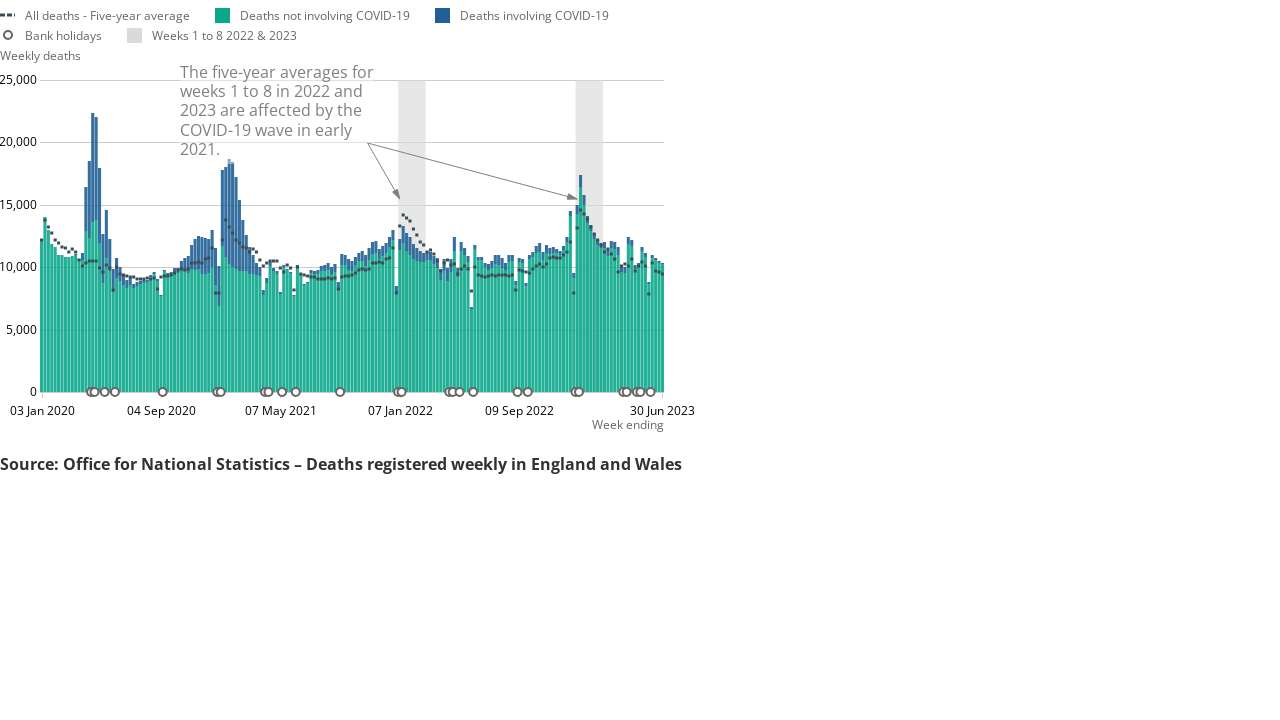 All deaths - Five-year average
Deaths not involving COVID-19
Deaths involving COVID-19
Bank holidays
Weeks 1 to 8 2022 & 2023
Weekly deaths
The five-year averages for
weeks 1 to 8 in 2022 and
2023 are affected by the
COVID-19 wave in early
2021.
25,000
20,000
15,000
10,000
5,000
0
03 Jan 2020
04 Sep 2020
07 May 2021
07 Jan 2022
09 Sep 2022
30 Jun 2023
Week ending
Source: Office for National Statistics – Deaths registered weekly in England and Wales